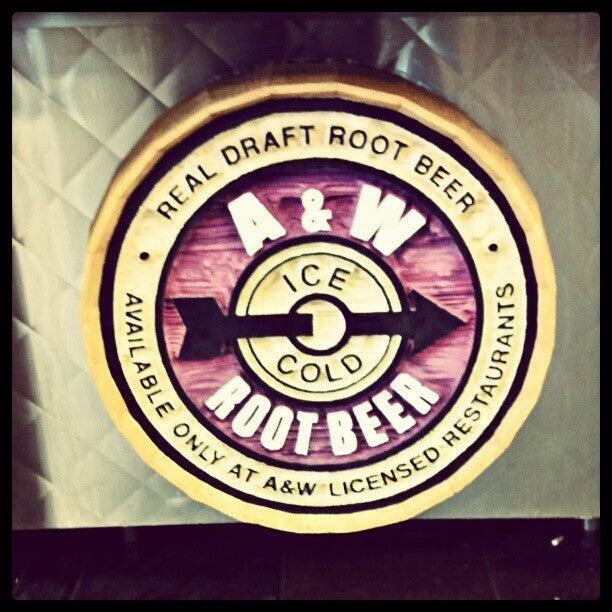 REAL DRAFT ROOT BEER
A & W
ICE
COLD
ROOT BEER
AVAILABLE ONLY AT A&W LICENSED RESTAURANTS